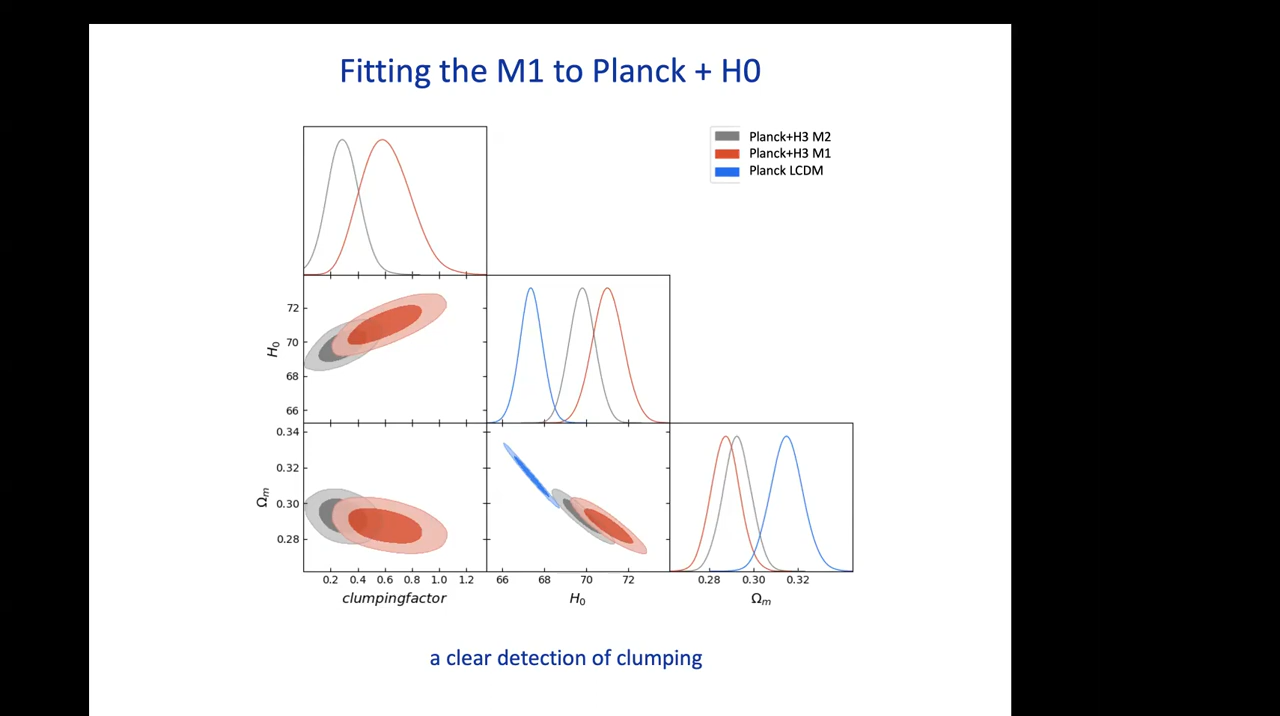 Fitting the M1 to Planck + H0
Planck+H3 M2
Planck+H3 M1
Planck LCDM
72
70
68
66
H₀
0.34
0.32
0.30
0.28
Ωₘ
0.2 0.4 0.6 0.8 1.0 1.2
66 68 70 72
0.28 0.30 0.32
clumpingfactor
H₀
Ωₘ
a clear detection of clumping